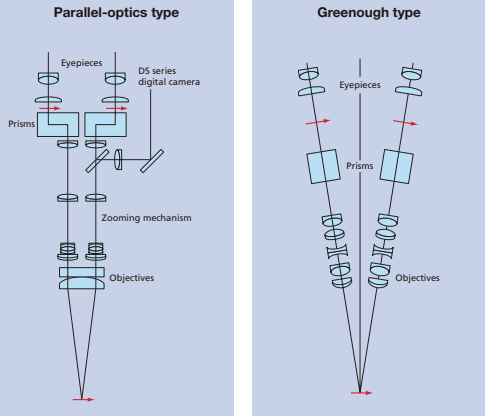 Parallel-optics type
Eyepieces
DS series
digital camera
Prisms
Zooming mechanism
Objectives
Greenough type
Eyepieces
Prisms
Objectives